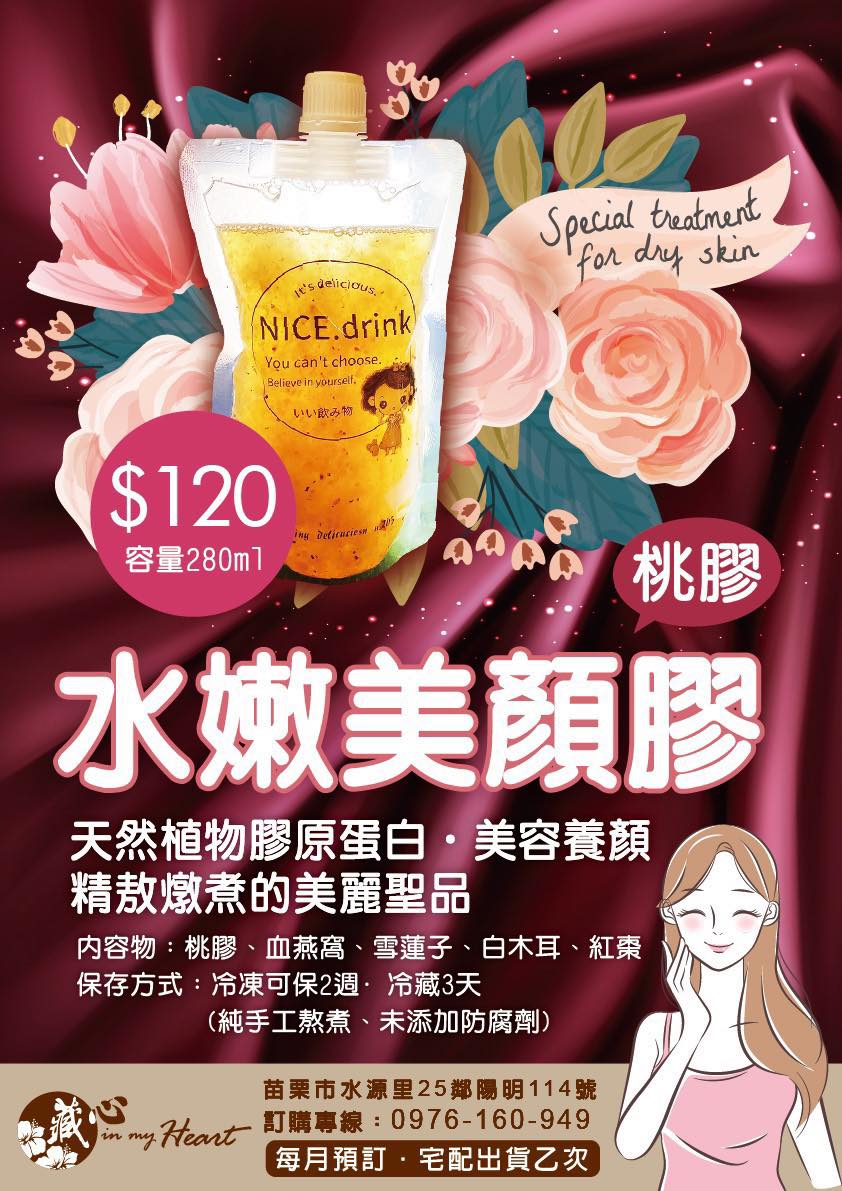 Special treatment
for dry skin
It's delicious.
NICE.drink
You can't choose.
Believe in yourself.
いい飲み物
$120
容量280ml
桃膠
水嫩美顏膠
天然植物膠原蛋白・美容養顏
精敖燉煮的美麗聖品
內容物：桃膠、血燕窩、雪蓮子、白木耳、紅棗
保存方式：冷凍可保2週・冷藏3天
（純手工熬煮、未添加防腐劑）
藏心
in my Heart
苗栗市水源里25鄰陽明114號
訂購專線：0976-160-949
每月預訂・宅配出貨乙次